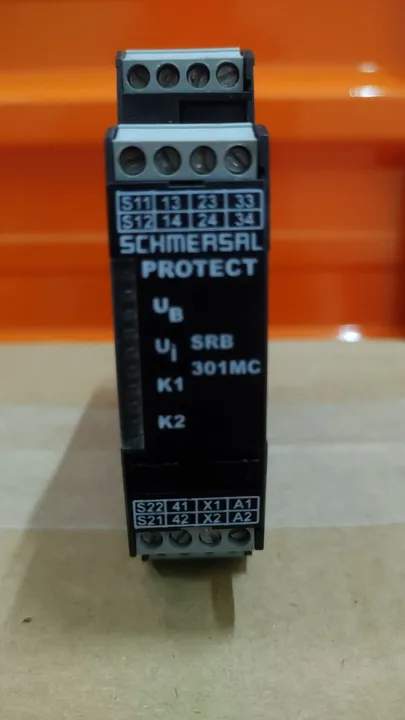 S11 13 23 33
S12 14 24 34
SCHMERSAL
PROTECT
UB
Ui SRB
301MC
K1
K2
S22 41 X1 A1
S21 42 X2 A2